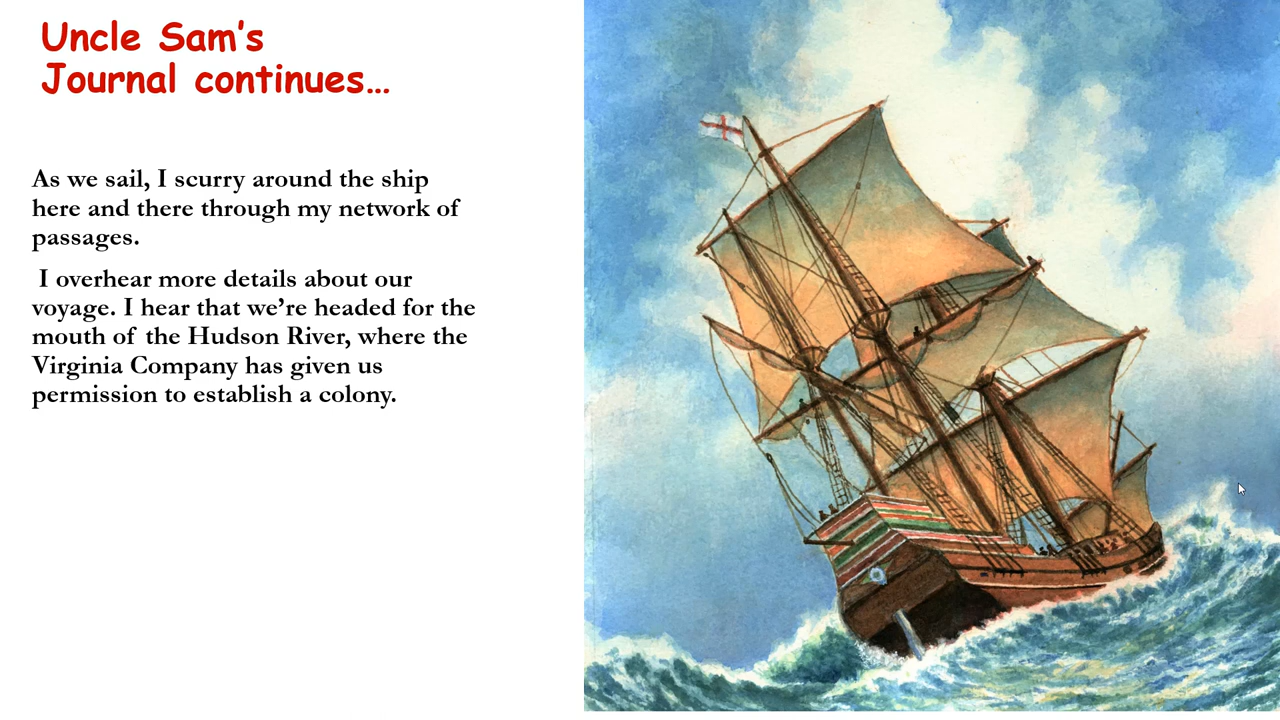 Uncle Sam's
Journal continues…
As we sail, I scurry around the ship
here and there through my network of
passages.
I overhear more details about our
voyage. I hear that we’re headed for the
mouth of the Hudson River, where the
Virginia Company has given us
permission to establish a colony.